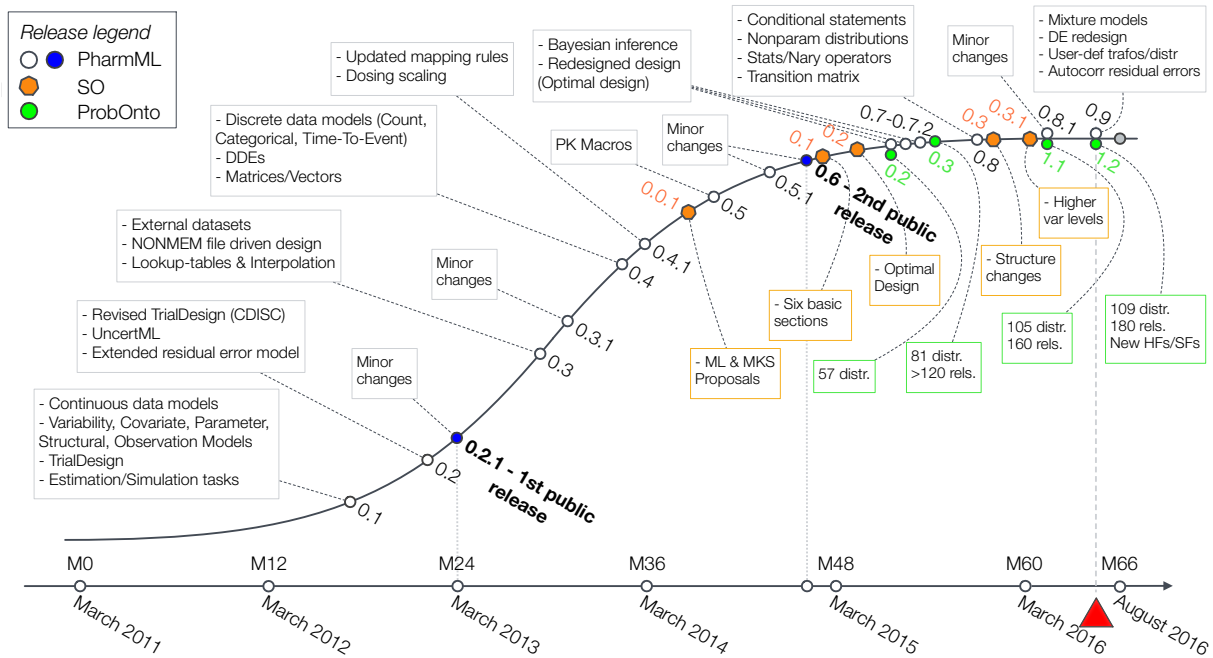 Release legend
PharmML
SO
ProbOnto
- Continuous data models
- Variability, Covariate, Parameter,
Structural, Observation Models
- TrialDesign
- Estimation/Simulation tasks
- Revised TrialDesign (CDISC)
- UncertML
- Extended residual error model
- External datasets
- NONMEM file driven design
- Lookup-tables & Interpolation
- Discrete data models (Count,
Categorical, Time-To-Event)
- DDEs
- Matrices/Vectors
- Updated mapping rules
- Dosing scaling
- Bayesian inference
- Redesigned design
(Optimal design)
- Conditional statements
- Nonparam distributions
- Stats/Nary operators
- Transition matrix
Minor
changes
- Mixture models
- DE redesign
- User-def trafos/distr
- Autocorr residual errors
Minor
changes
Minor
changes
PK Macros
Minor
changes
0.1
0.2
0.2.1 - 1st public
release
0.3
0.3.1
0.4
0.4.1
0.0.1
0.5
0.5.1
0.1
0.6 - 2nd public
release
0.2
0.7-0.7.2
0.2
0.3
0.3
0.8
0.3.1
0.8.1
1.1
0.9
1.2
- ML & MKS
Proposals
- Six basic
sections
- Optimal
Design
- Structure
changes
- Higher
var levels
57 distr.
81 distr.
>120 rels.
105 distr.
160 rels.
109 distr.
180 rels.
New HFs/SFs
M0
M12
M24
M36
M48
M60
M66
March 2011
March 2012
March 2013
March 2014
March 2015
March 2016
August 2016